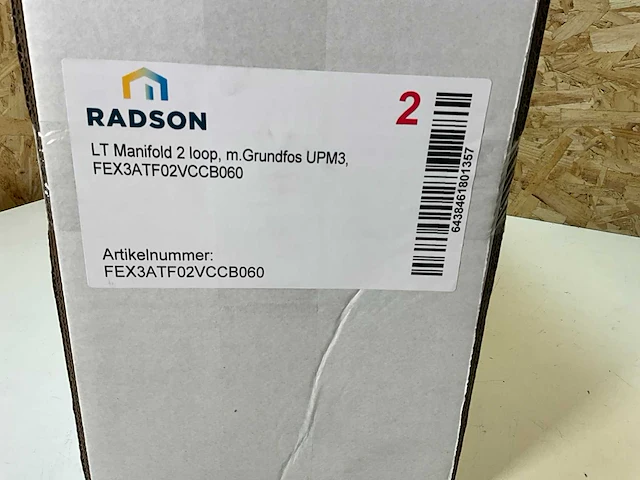 RADSON
2
LT Manifold 2 loop, m.Grundfos UPM3,
FEX3ATF02VCCB060
6438461801357
Artikelnummer:
FEX3ATF02VCCB060